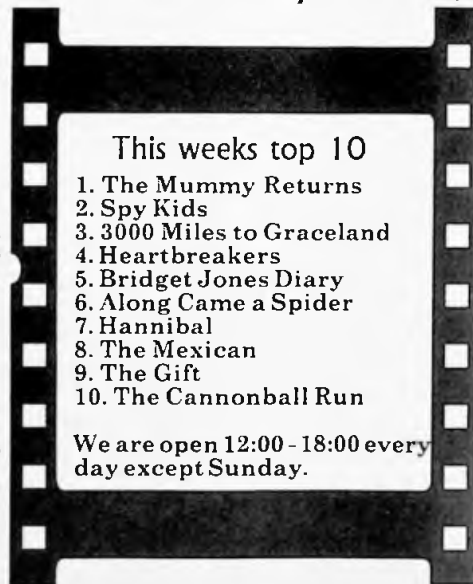 This weeks top 10
1. The Mummy Returns
2. Spy Kids
3. 3000 Miles to Graceland
4. Heartbreakers
5. Bridget Jones Diary
6. Along Came a Spider
7. Hannibal
8. The Mexican
9. The Gift
10. The Cannonball Run
We are open 12:00 - 18:00 every
day except Sunday.